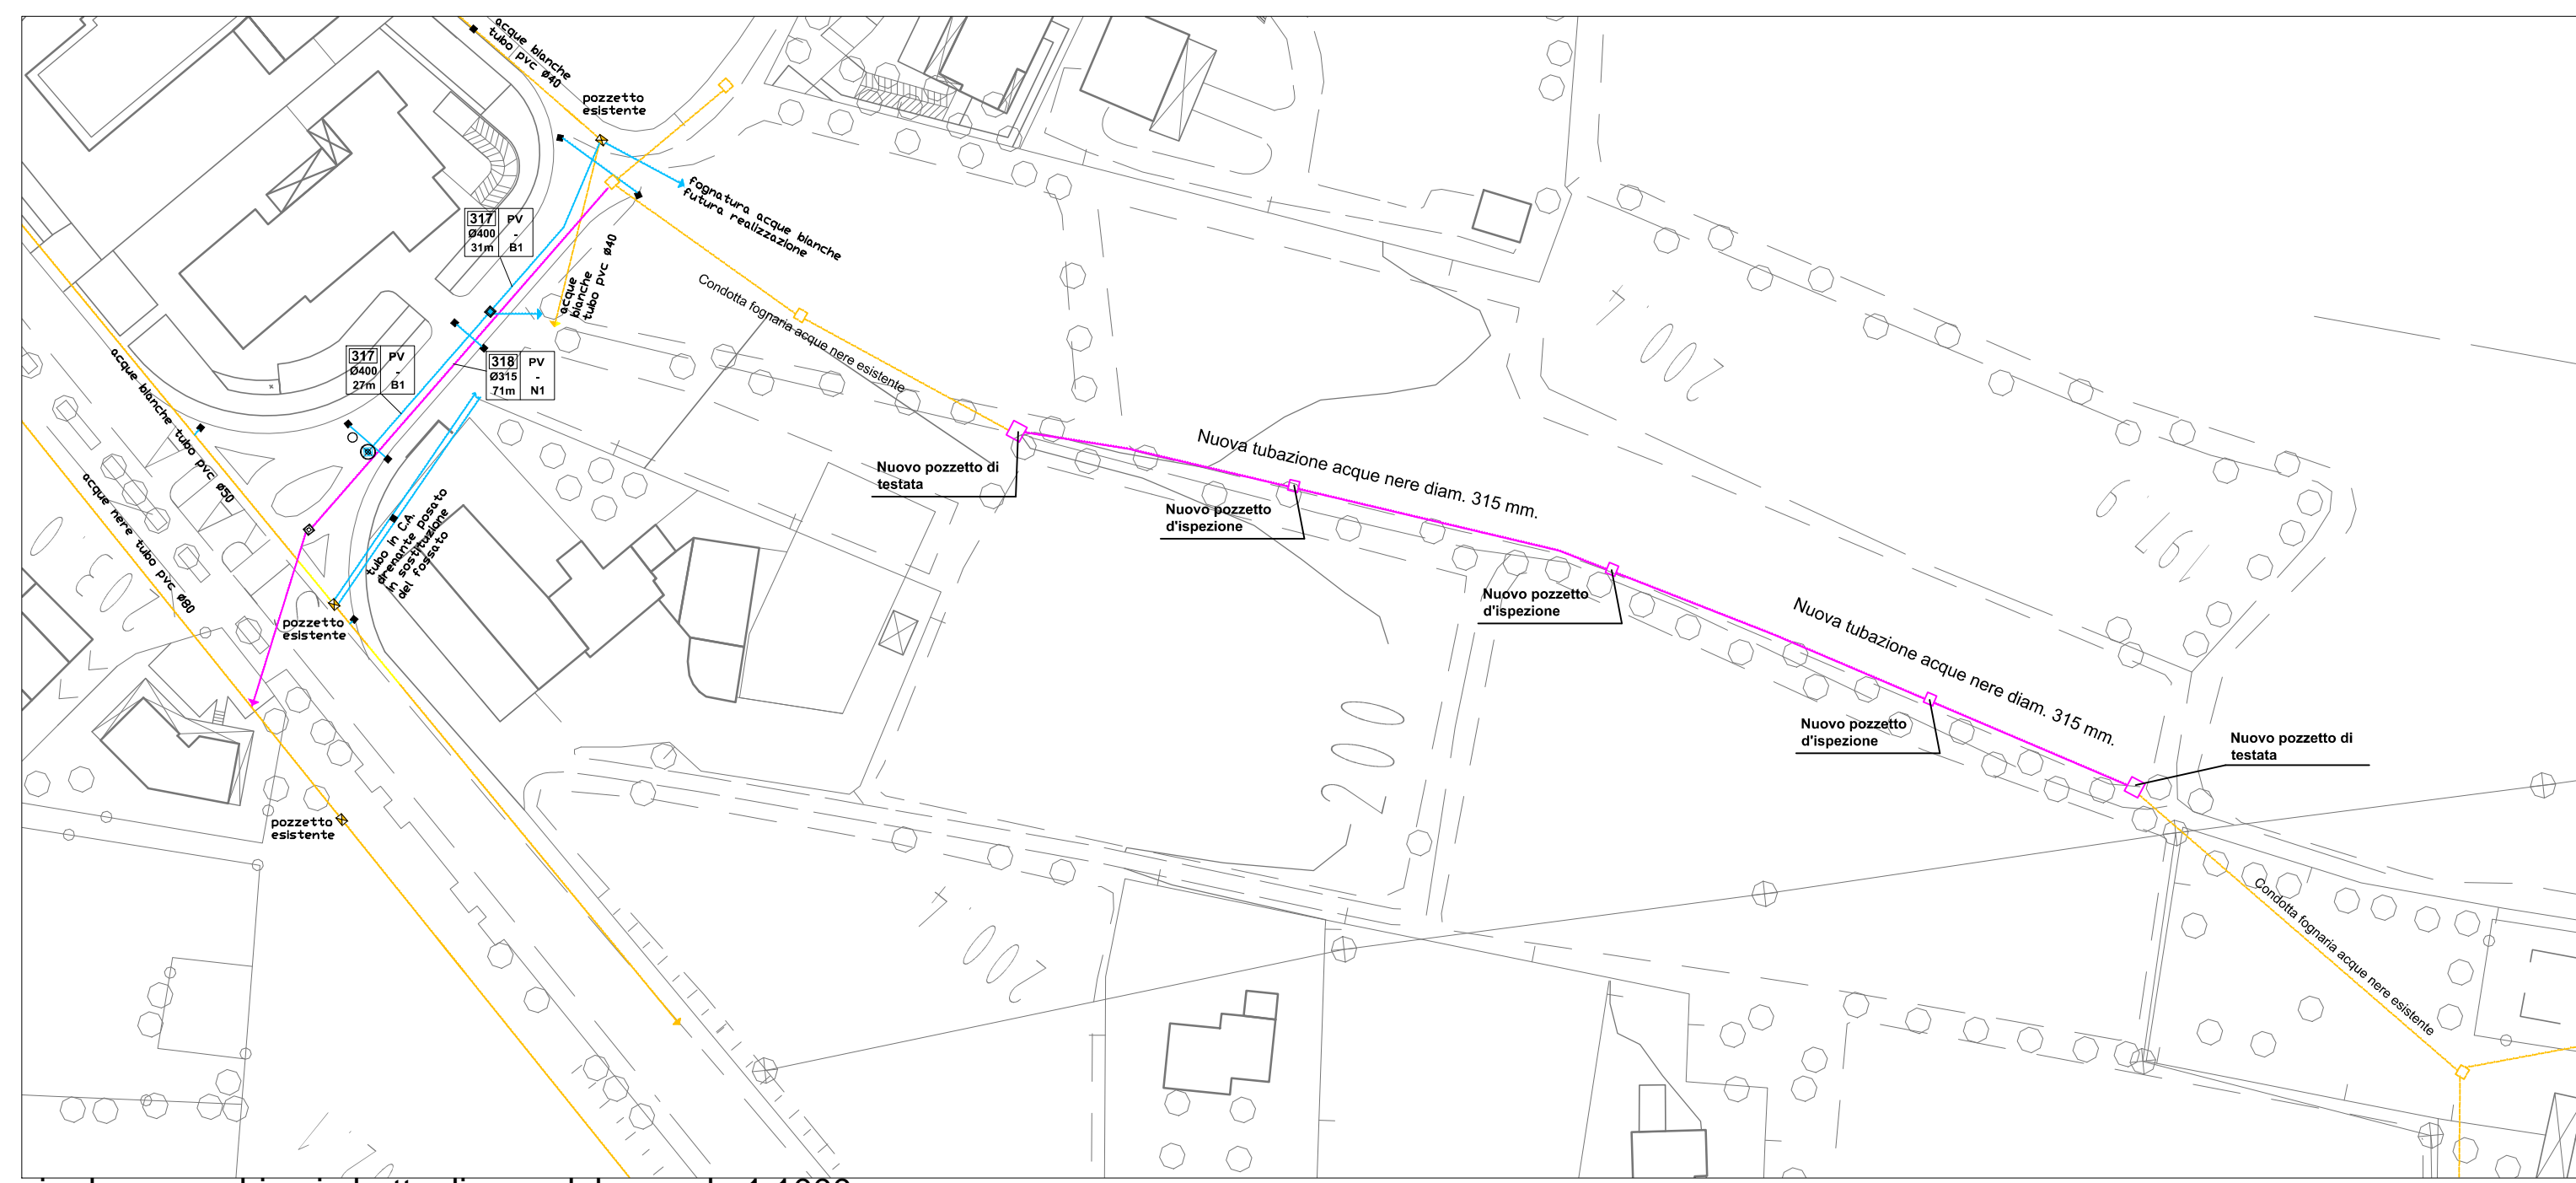 acque bianche
tubo pvc ø40
pozzetto
esistente
fognatura acque bianche
futura realizzazione
317 PV
Ø400 -
31m B1
acque
bianche
tubo pvc ø40
Condotta fognaria acque nere esistente
317 PV
Ø400 -
27m B1
318 PV
Ø315 -
71m N1
acque bianche tubo pvc ø50
acque nere tubo pvc ø80
tubo in C.A.
drenante posato
in sostituzione
del fossato
pozzetto
esistente
pozzetto
esistente
Nuovo pozzetto di
testata
Nuova tubazione acque nere diam. 315 mm.
Nuovo pozzetto
d'ispezione
Nuovo pozzetto
d'ispezione
Nuova tubazione acque nere diam. 315 mm.
Nuovo pozzetto
d'ispezione
Nuovo pozzetto di
testata
Condotta fognaria acque nere esistente
2004
1979
2001
2004